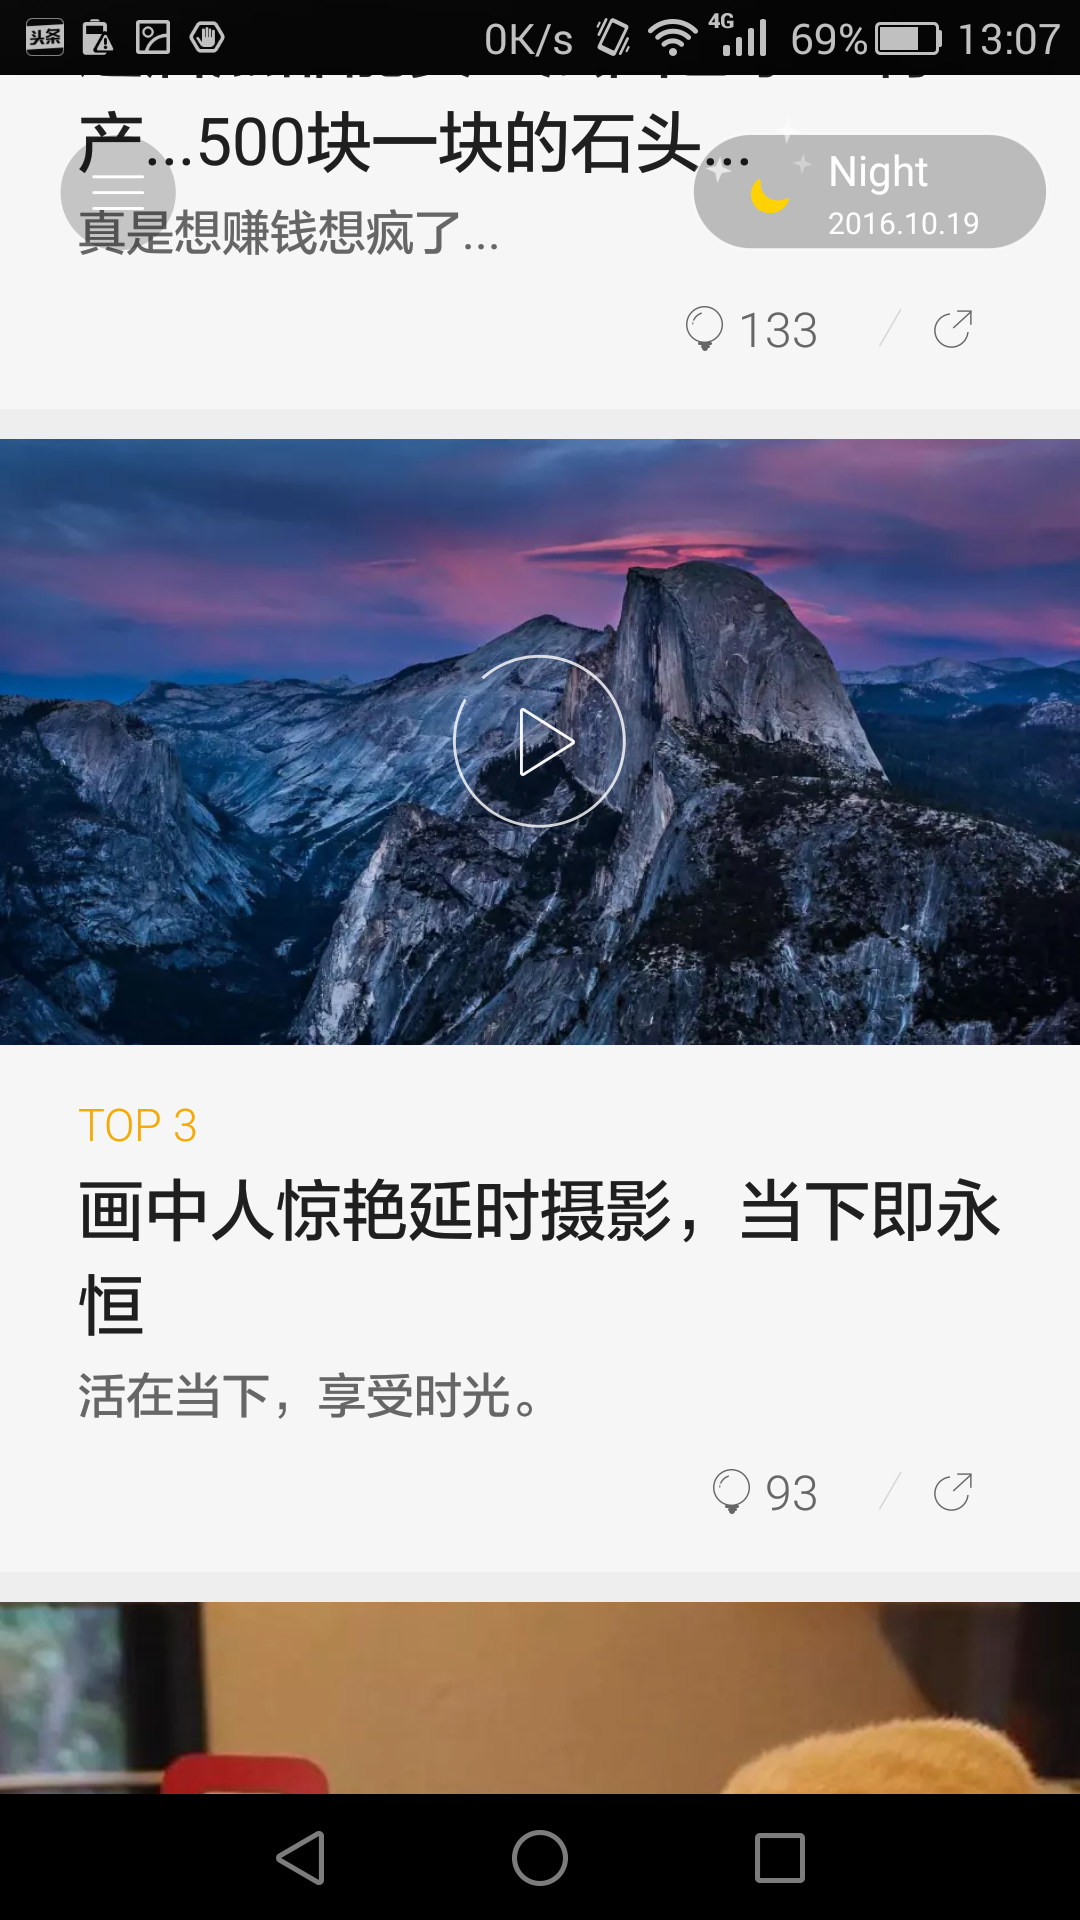 头条
0K/s 4G 69% 13:07
产...500块一块的石头...
Night
2016.10.19
真是想赚钱想疯了...
133
TOP 3
画中人惊艳延时摄影，当下即永
恒
活在当下，享受时光。
93